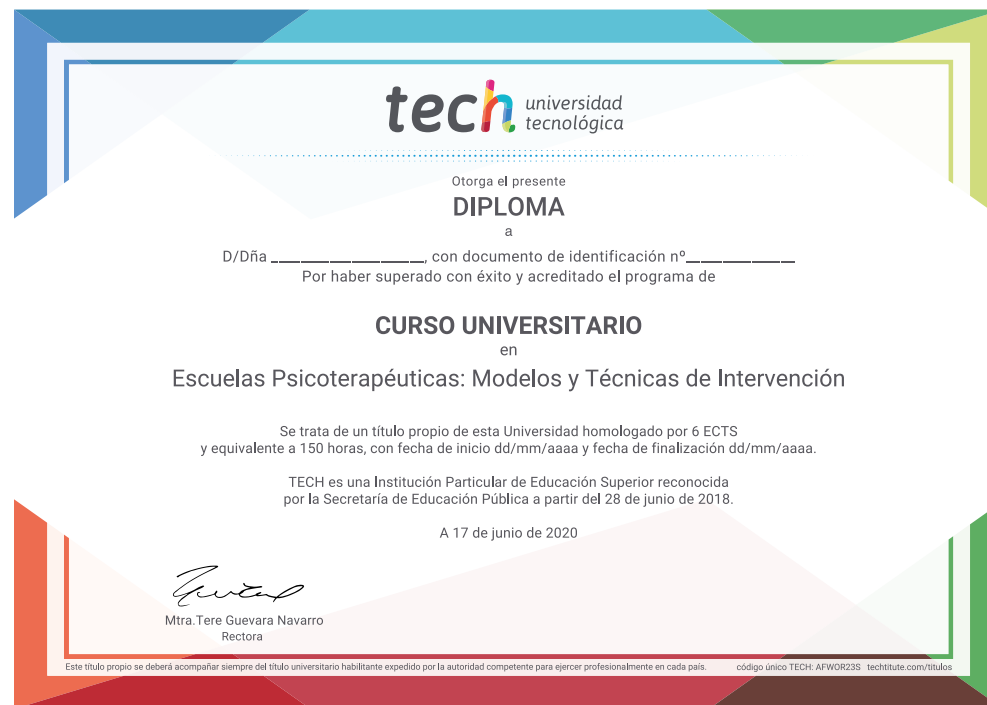 tech universidad
tecnológica
Otorga el presente
DIPLOMA
a
D/Dña ____________________, con documento de identificación nº______________
Por haber superado con éxito y acreditado el programa de
CURSO UNIVERSITARIO
en
Escuelas Psicoterapéuticas: Modelos y Técnicas de Intervención
Se trata de un título propio de esta Universidad homologado por 6 ECTS
y equivalente a 150 horas, con fecha de inicio dd/mm/aaaa y fecha de finalización dd/mm/aaaa.
TECH es una Institución Particular de Educación Superior reconocida
por la Secretaría de Educación Pública a partir del 28 de junio de 2018.
A 17 de junio de 2020
Mtra.Tere Guevara Navarro
Rectora
Este título propio se deberá acompañar siempre del título universitario habilitante expedido por la autoridad competente para ejercer profesionalmente en cada país. código único TECH: AFWOR23S techtitute.com/titulos